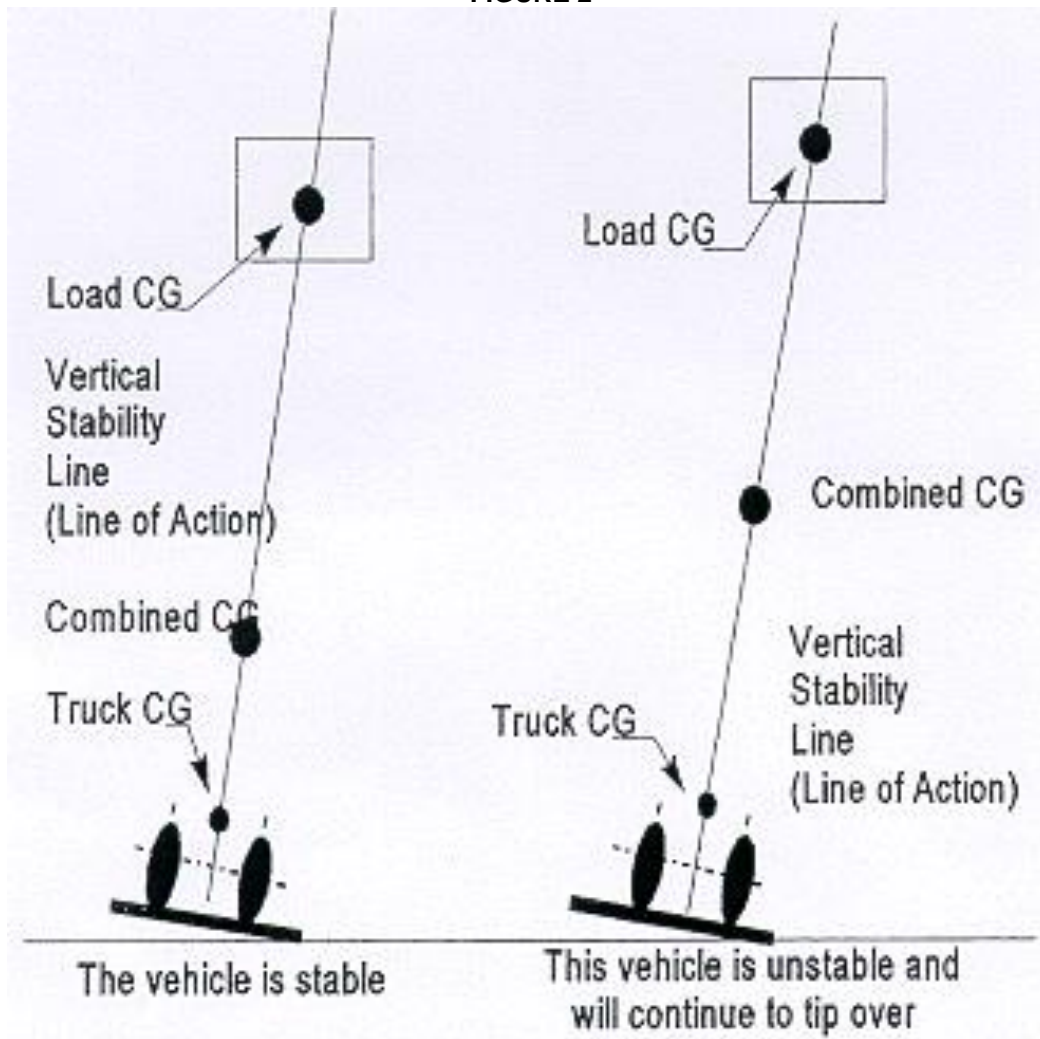 Load CG
Vertical
Stability
Line
(Line of Action)
Combined CG
Truck CG
The vehicle is stable
Load CG
Combined CG
Vertical
Stability
Line
(Line of Action)
Truck CG
This vehicle is unstable and
will continue to tip over